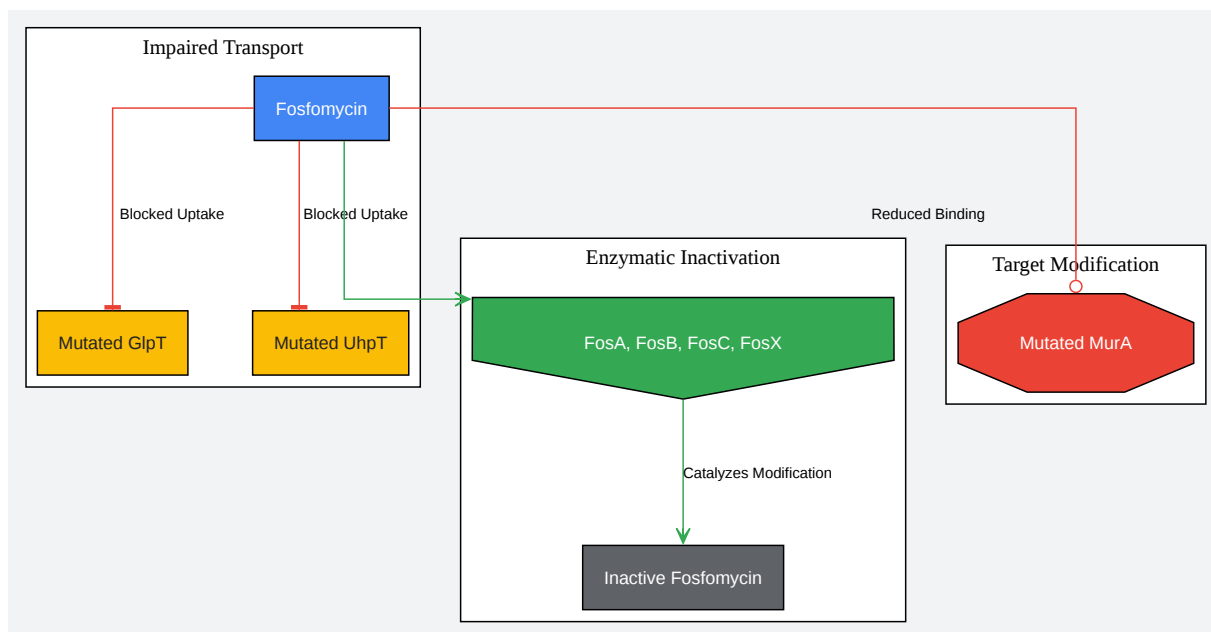 Impaired Transport
Fosfomycin
Blocked Uptake
Blocked Uptake
Mutated GlpT
Mutated UhpT
Enzymatic Inactivation
FosA, FosB, FosC, FosX
Catalyzes Modification
Inactive Fosfomycin
Reduced Binding
Target Modification
Mutated MurA